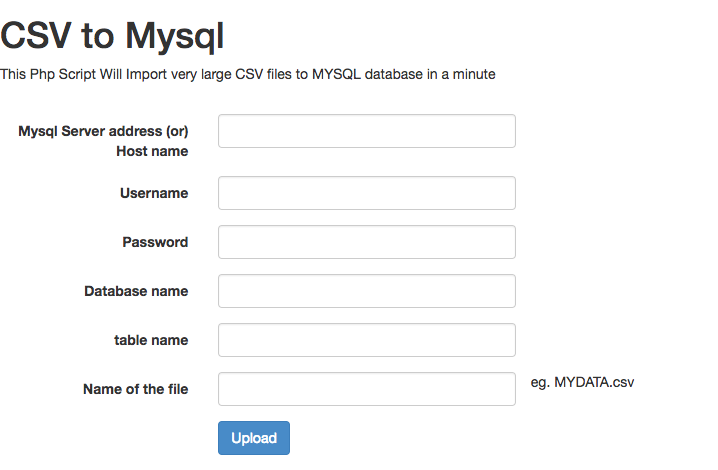 CSV to Mysql
This Php Script Will Import very large CSV files to MYSQL database in a minute
Mysql Server address (or)
Host name
Username
Password
Database name
table name
Name of the file
eg. MYDATA.csv
Upload